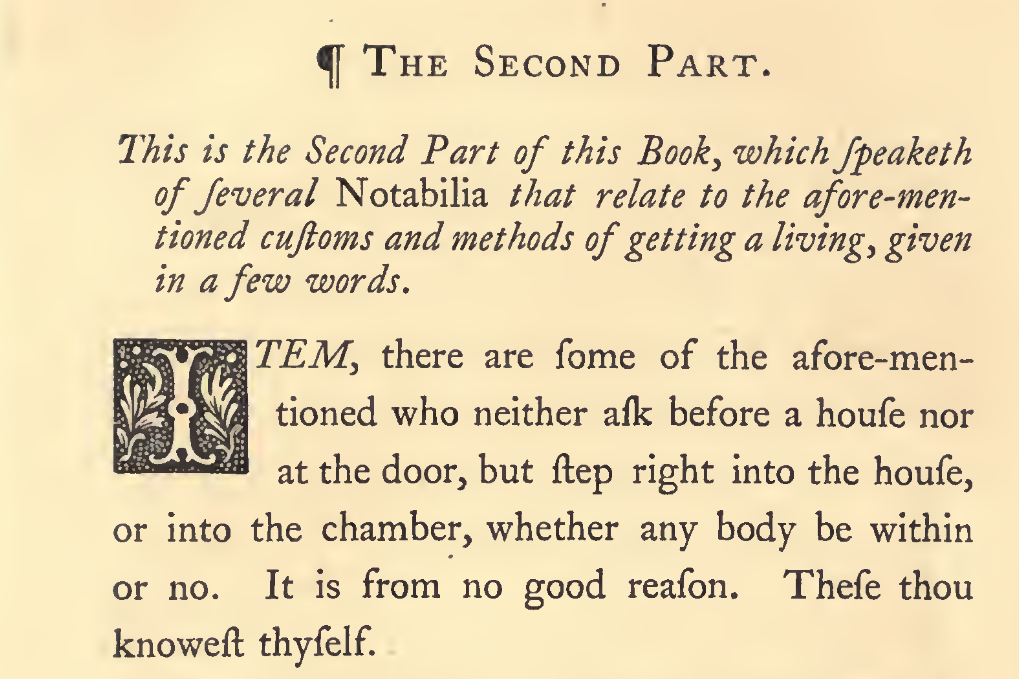 ¶ The Second Part.
This is the Second Part of this Book, which ſpeaketh
of ſeveral Notabilia that relate to the afore-men-
tioned cuſtoms and methods of getting a living, given
in a few words.
ITEM, there are ſome of the afore-men-
tioned who neither aſk before a houſe nor
at the door, but ſtep right into the houſe,
or into the chamber, whether any body be within
or no. It is from no good reaſon. Theſe thou
knoweſt thyſelf.